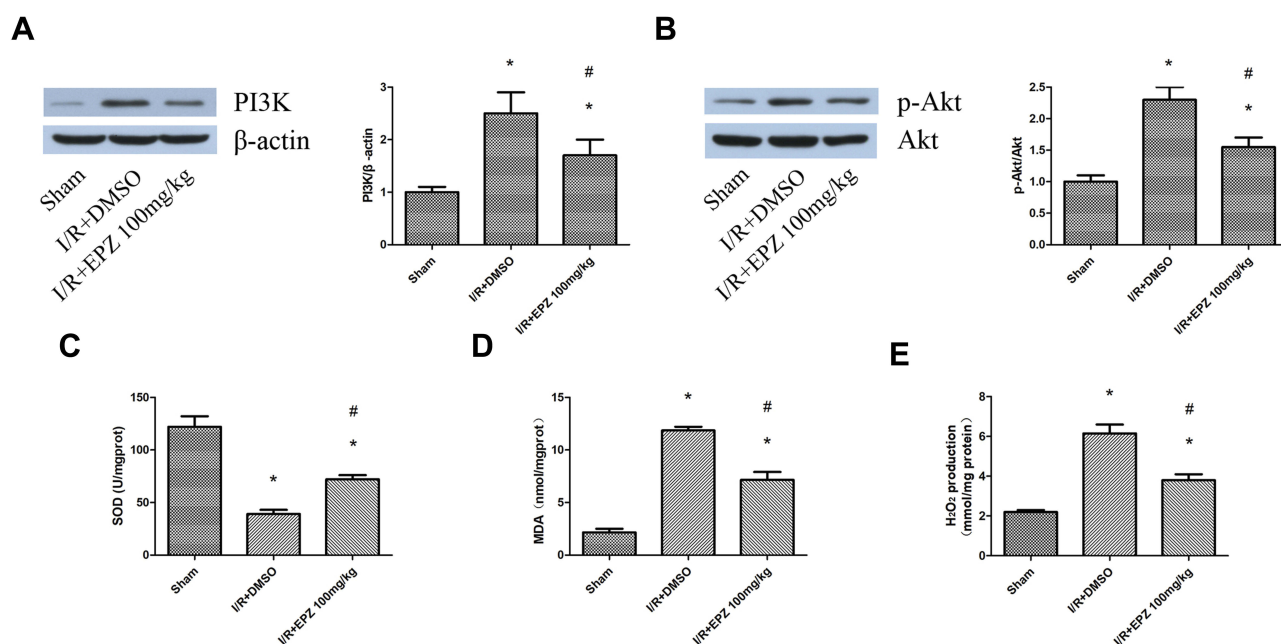 A
PI3K
β-actin
Sham
I/R+DMSO
I/R+EPZ 100mg/kg
PI3K/β -actin
3
2
1
0
*
#
*
Sham
I/R+DMSO
I/R+EPZ 100mg/kg
B
p-Akt
Akt
Sham
I/R+DMSO
I/R+EPZ 100mg/kg
p-Akt/Akt
2.5
2.0
1.5
1.0
0.5
0.0
*
#
*
Sham
I/R+DMSO
I/R+EPZ 100mg/kg
C
SOD (U/mgprot)
150
100
50
0
*
#
*
Sham
I/R+DMSO
I/R+EPZ 100mg/kg
D
MDA（nmol/mgprot）
15
10
5
0
*
#
*
Sham
I/R+DMSO
I/R+EPZ 100mg/kg
E
H₂O₂ production
（mmol/mg protein）
8
6
4
2
0
*
#
*
Sham
I/R+DMSO
I/R+EPZ 100mg/kg